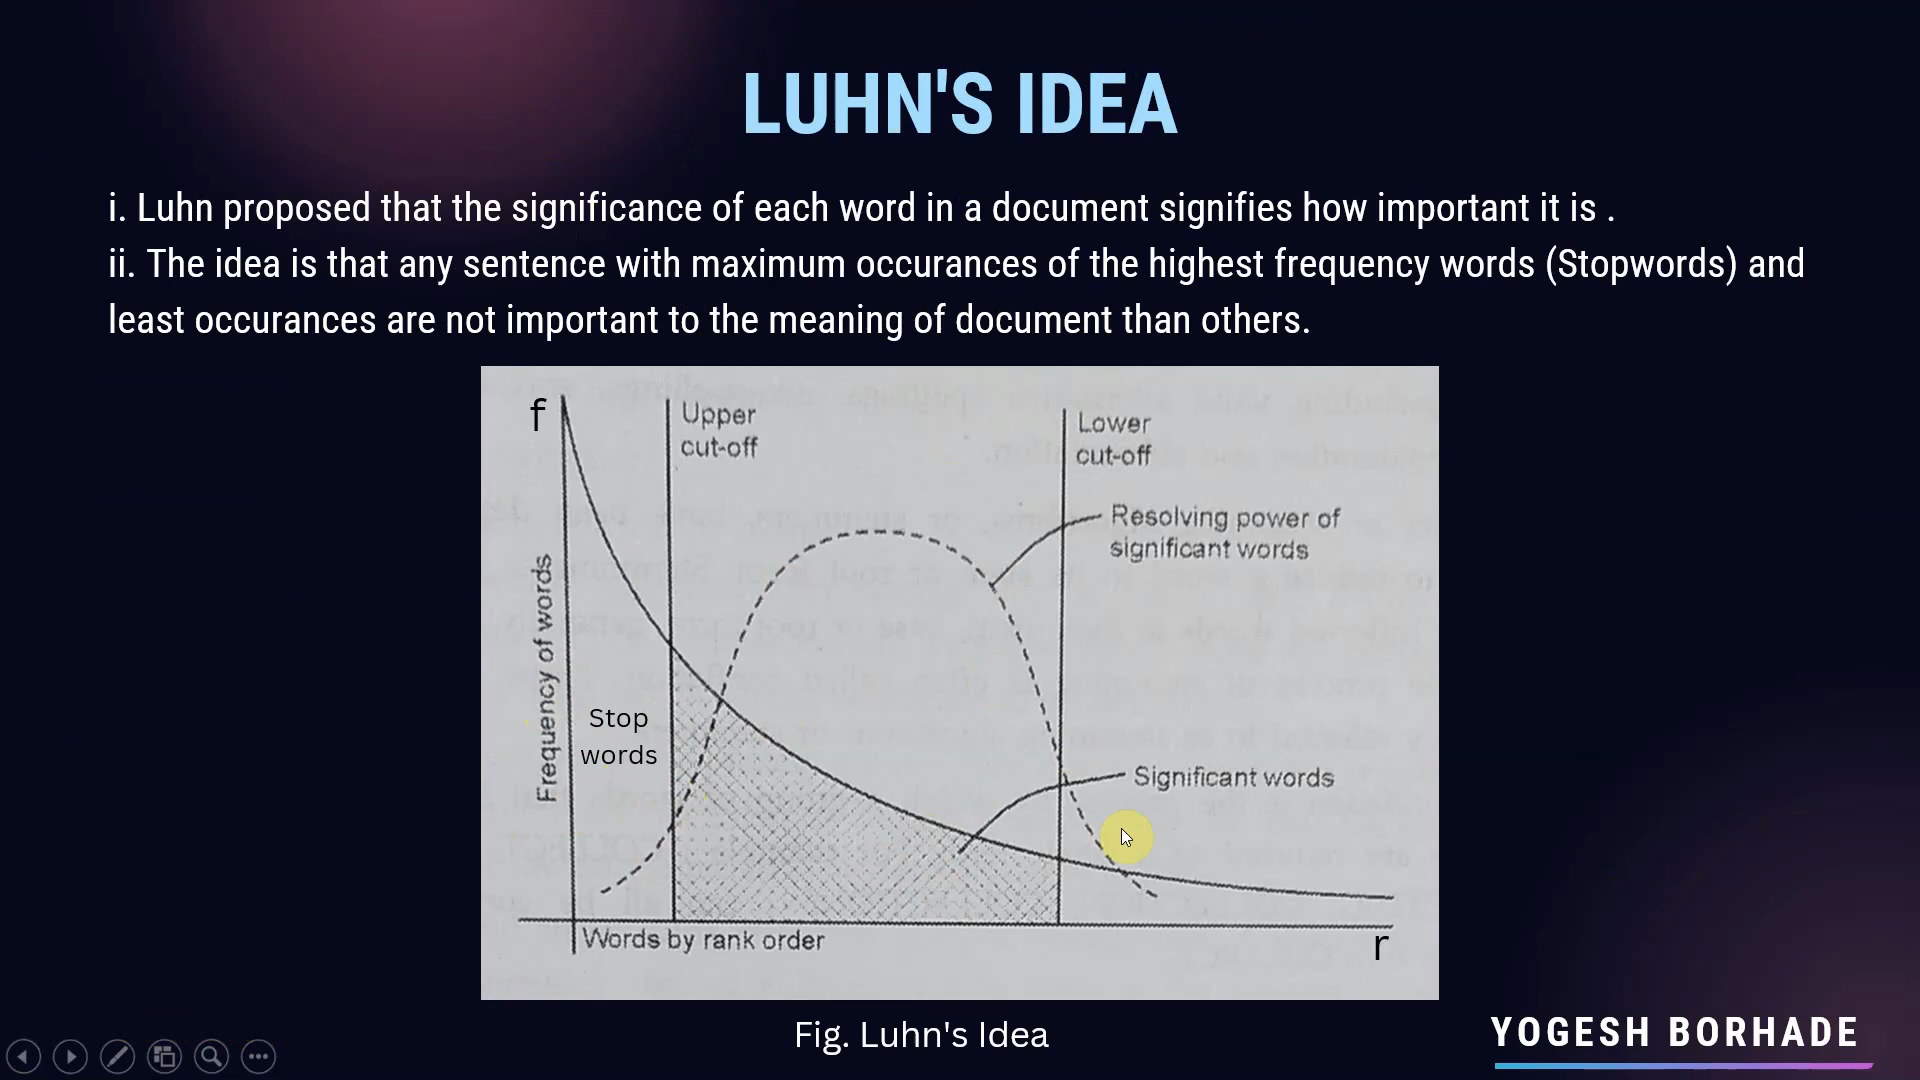 LUHN'S IDEA
i. Luhn proposed that the significance of each word in a document signifies how important it is .
ii. The idea is that any sentence with maximum occurances of the highest frequency words (Stopwords) and
least occurances are not important to the meaning of document than others.
f
Upper
cut-off
Lower
cut-off
Resolving power of
significant words
Frequency of words
Stop
words
Significant words
Words by rank order
r
Fig. Luhn's Idea
YOGESH BORHADE